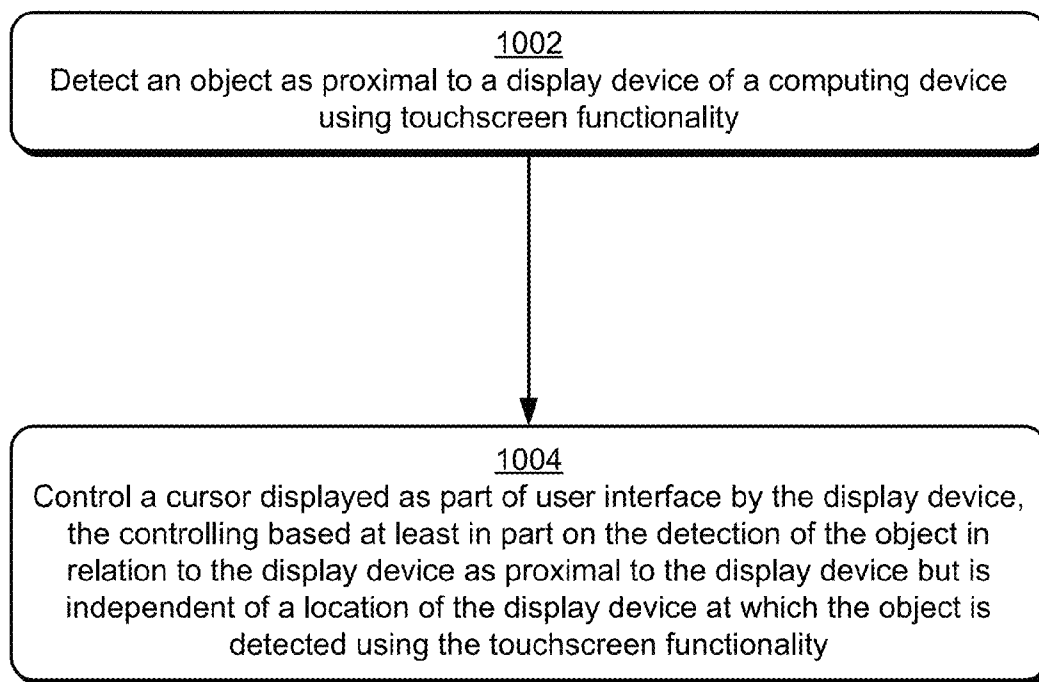 1002
Detect an object as proximal to a display device of a computing device
using touchscreen functionality
1004
Control a cursor displayed as part of user interface by the display device,
the controlling based at least in part on the detection of the object in
relation to the display device as proximal to the display device but is
independent of a location of the display device at which the object is
detected using the touchscreen functionality